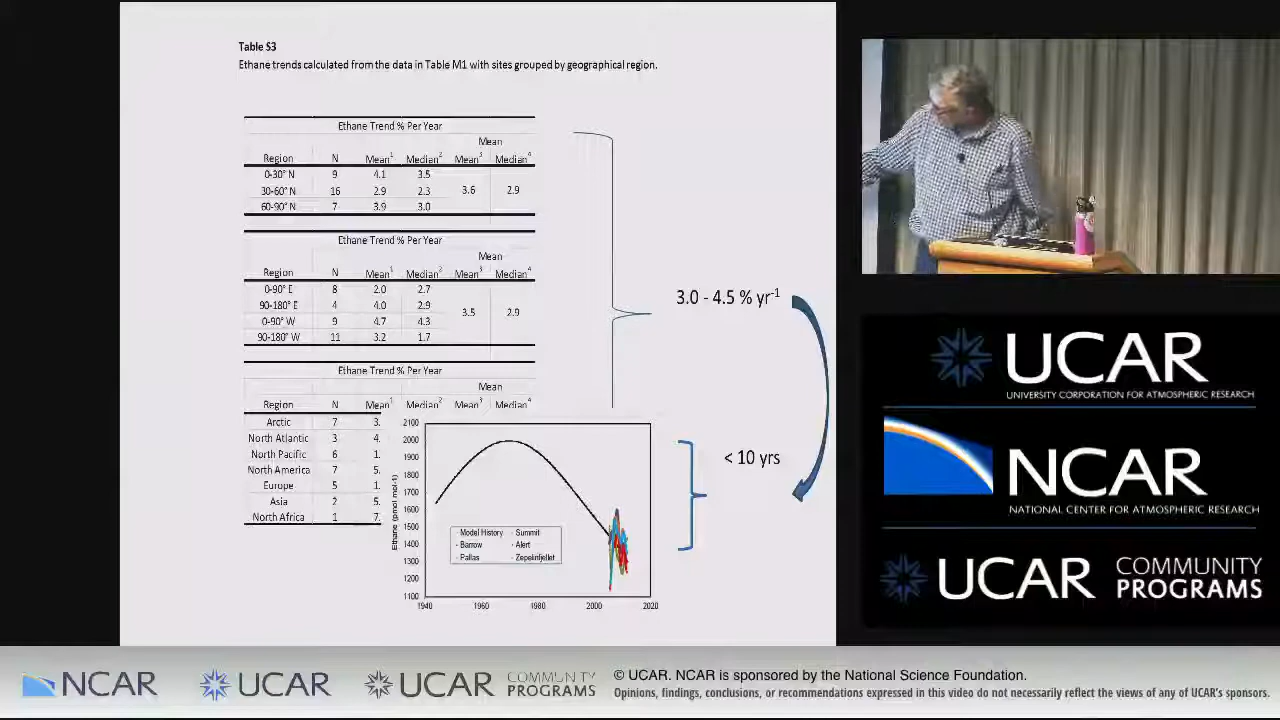 Table S3
Ethane trends calculated from the data in Table M1 with sites grouped by geographical region.
Ethane Trend % Per Year
Mean
Region N Mean1 Median2 Mean3 Median4
0-30° N 9 4.1 3.5
30-60° N 16 2.9 2.3 3.6 2.9
60-90° N 7 3.9 3.0
Ethane Trend % Per Year
Mean
Region N Mean1 Median2 Mean3 Median4
0-90° E 8 2.0 2.7
90-180° E 4 4.0 2.9
3.5 2.9
0-90° W 9 4.7 4.3
90-180° W 11 3.2 1.7
Ethane Trend % Per Year
Mean
Region N Mean1 Median2 Mean3 Median4
Arctic 7 3.
North Atlantic 3 4.
North Pacific 6 1.
North America 7 5.
Europe 5 1.
Asia 2 5.
North Africa 1 7.
3.0 - 4.5 % yr-1
< 10 yrs
2100
2000
1900
1800
1700
1600
1500
1400
1300
1200
1100
Ethane (pmol mol-1)
1940 1960 1980 2000 2020
- Model History - Summit
- Barrow - Alert
- Pallas - Zeppelinfjellet
UCAR
UNIVERSITY CORPORATION FOR ATMOSPHERIC RESEARCH
NCAR
NATIONAL CENTER FOR ATMOSPHERIC RESEARCH
UCAR COMMUNITY PROGRAMS
NCAR UCAR UCAR COMMUNITY PROGRAMS
© UCAR. NCAR is sponsored by the National Science Foundation.
Opinions, findings, conclusions, or recommendations expressed in this video do not necessarily reflect the views of any of UCAR's sponsors.